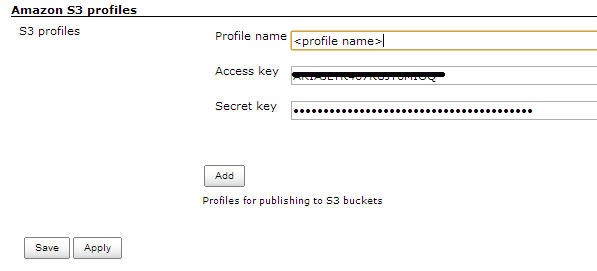 Amazon S3 profiles
S3 profiles
Profile name
<profile name>
Access key
Secret key
••••••••••••••••••••••••••••••••••••••••
Add
Profiles for publishing to S3 buckets
Save Apply